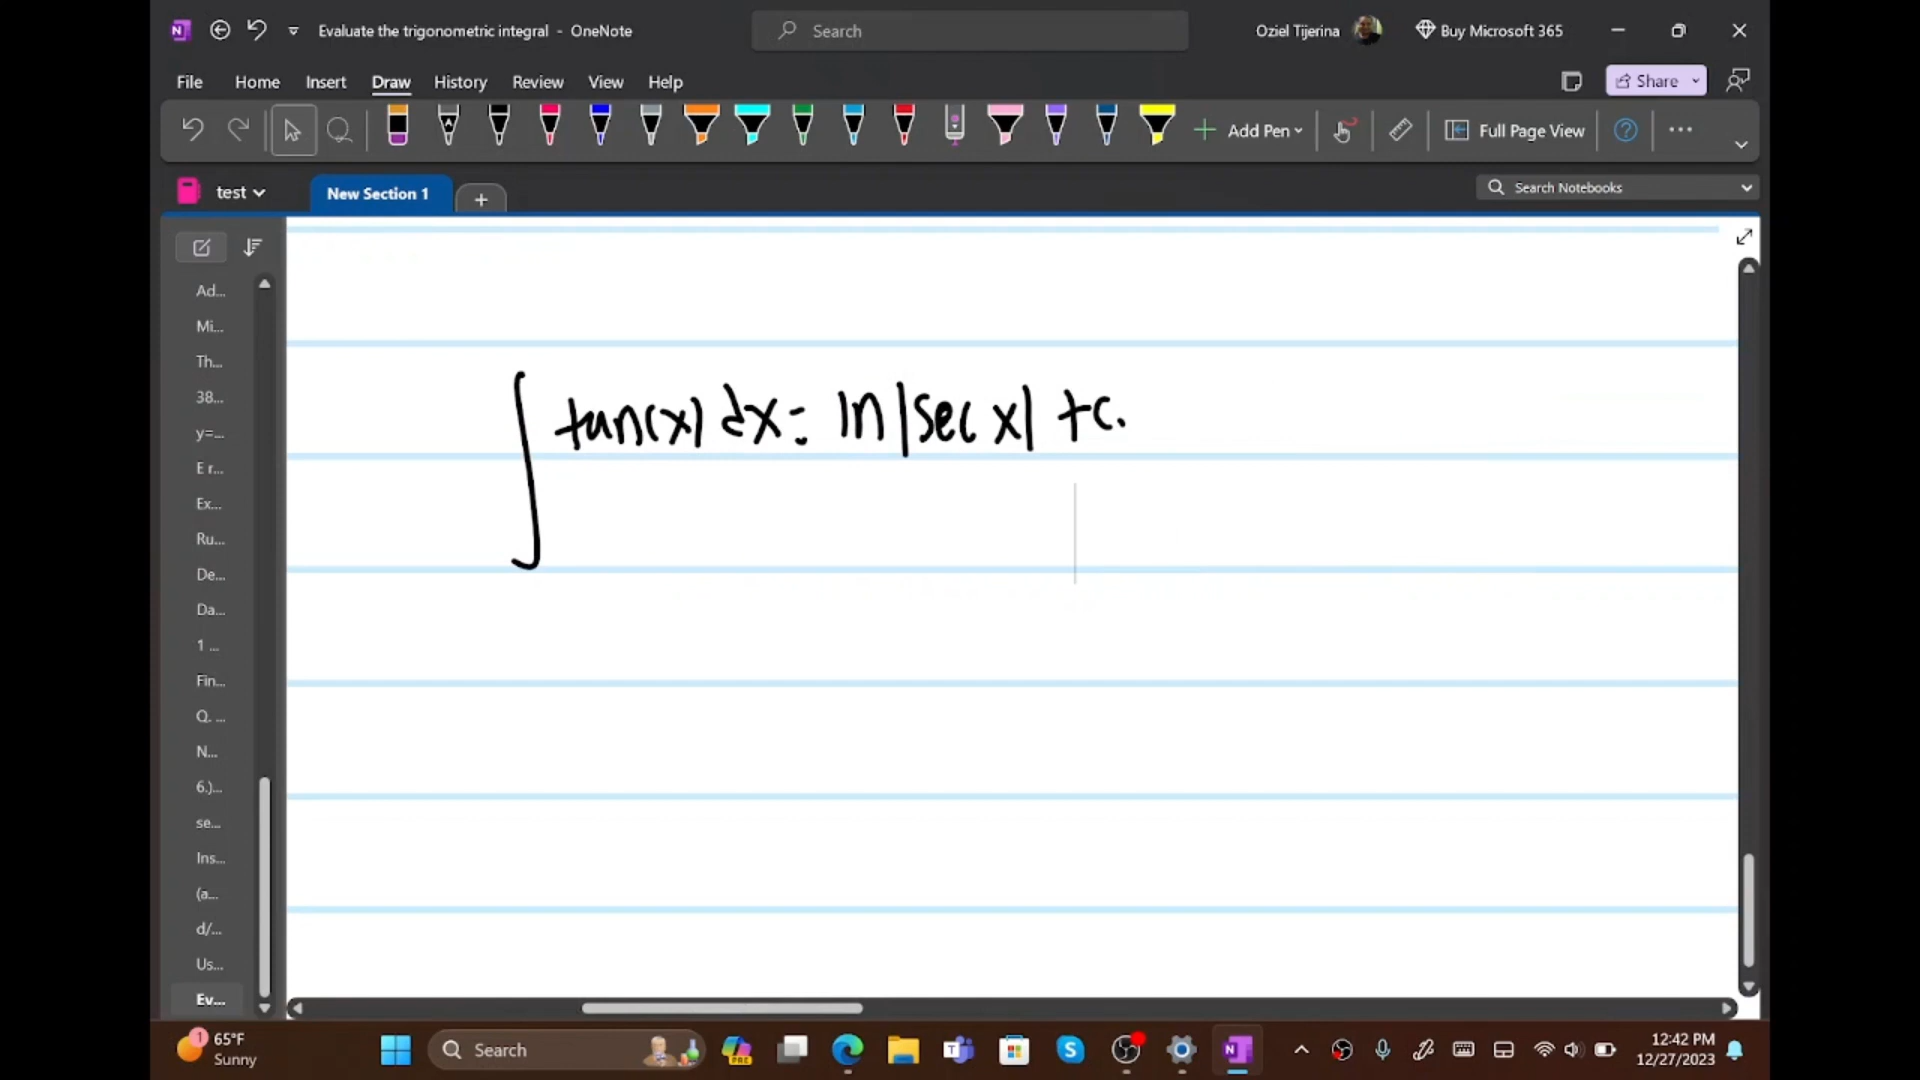 Evaluate the trigonometric integral - OneNote
Search
Oziel Tijerina
Buy Microsoft 365
File Home Insert Draw History Review View Help
Share
Add Pen
Full Page View
test
New Section 1
+
Search Notebooks
Ad...
Mi...
Th...
38...
y=...
E r...
Ex...
Ru...
De...
Da...
1 ...
Fin...
Q. ...
N...
6.)...
se...
Ins...
(a...
d/...
Us...
Ev...
∫ tan(x) dx = ln|sec x| + c.
1
65°F
Sunny
Search
PRE
12:42 PM
12/27/2023